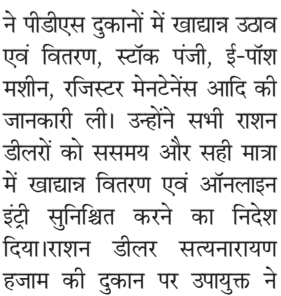 ने पीडीएस दुकानों में खाद्यान्न उठाव
एवं वितरण, स्टॉक पंजी, ई-पॉश
मशीन, रजिस्टर मेनटेनेंस आदि की
जानकारी ली। उन्होंने सभी राशन
डीलरों को ससमय और सही मात्रा
में खाद्यान्न वितरण एवं ऑनलाइन
इंट्री सुनिश्चित करने का निदेश
दिया।राशन डीलर सत्यनारायण
हजाम की दुकान पर उपायुक्त ने